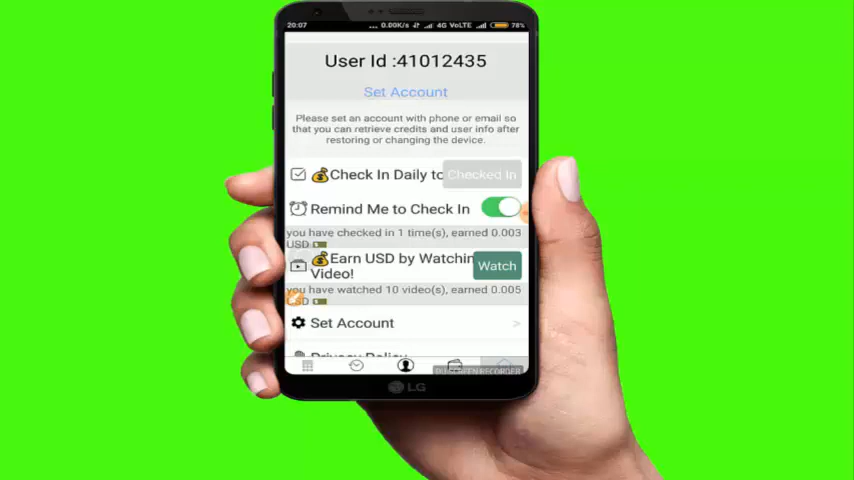 20:07 ... 0.00K/s 4G VoLTE 78%
User Id :41012435
Set Account
Please set an account with phone or email so
that you can retrieve credits and user info after
restoring or changing the device.
Check In Daily to Checked In
Remind Me to Check In
you have checked in 1 time(s), earned 0.003
USD
Earn USD by Watchin
Video! Watch
you have watched 10 video(s), earned 0.005
D
Set Account >
Privacy Policy
RECORDER
LG